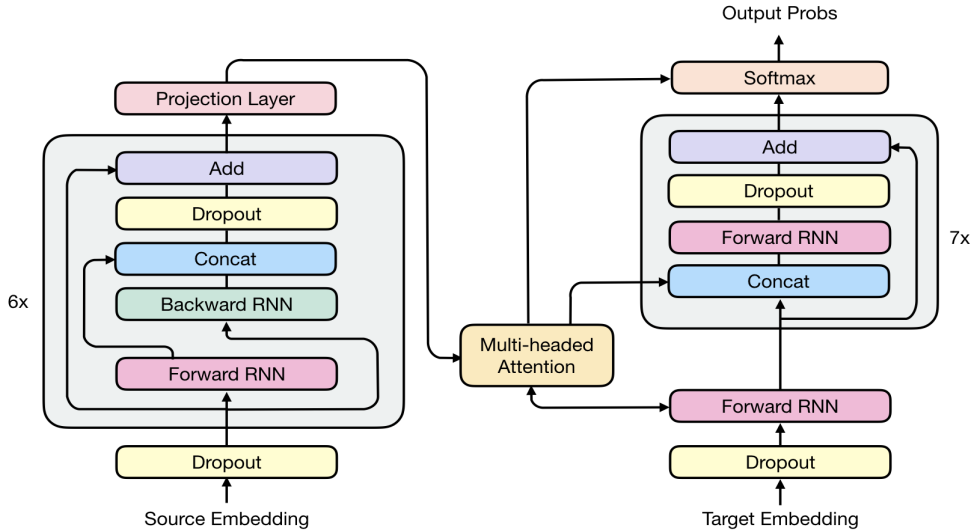 Output Probs
Softmax
Projection Layer
Add
Dropout
Concat
Backward RNN
Forward RNN
6x
Dropout
Source Embedding
Multi-headed
Attention
Add
Dropout
Forward RNN
Concat
7x
Forward RNN
Dropout
Target Embedding